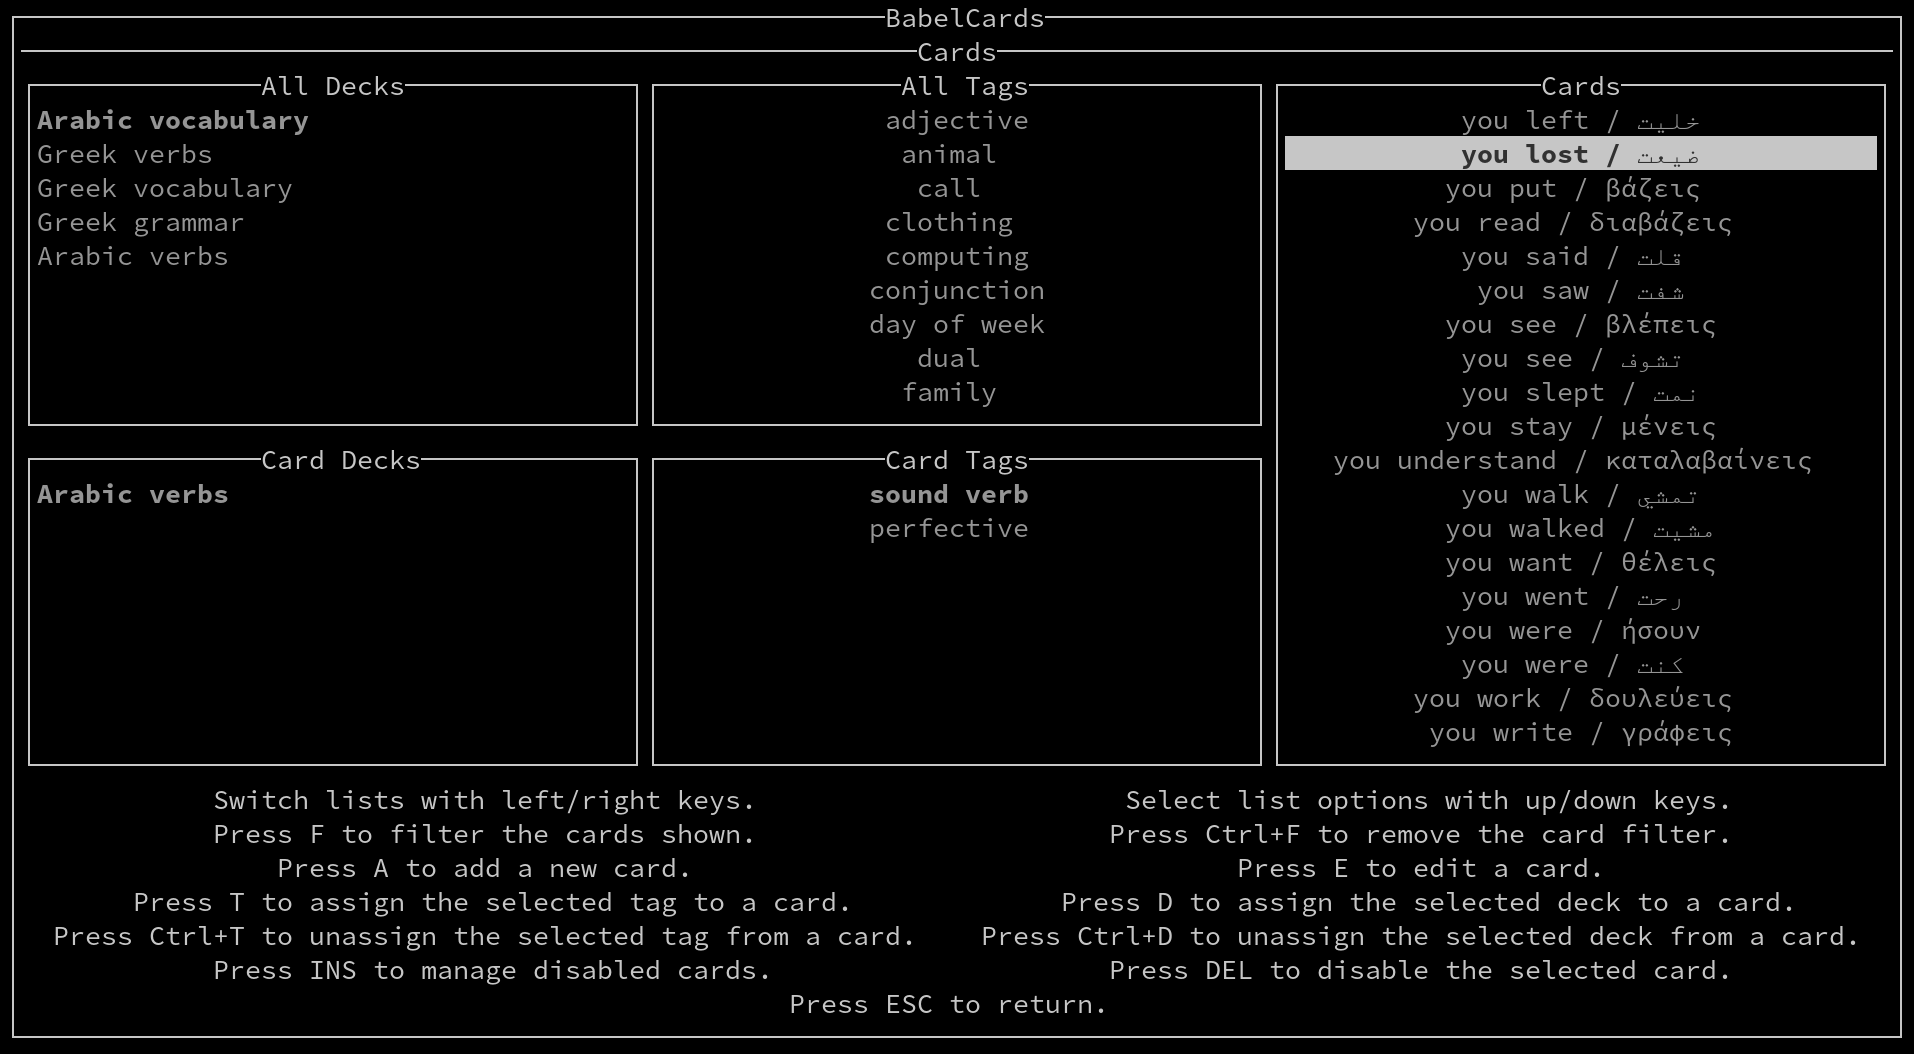 BabelCards
Cards
All Decks
Arabic vocabulary
Greek verbs
Greek vocabulary
Greek grammar
Arabic verbs
All Tags
adjective
animal
call
clothing
computing
conjunction
day of week
dual
family
Card Decks
Arabic verbs
Card Tags
sound verb
perfective
Cards
you left / خليت
you lost / ضيعت
you put / βάζεις
you read / διαβάζεις
you said / قلت
you saw / شفت
you see / βλέπεις
you see / تشوف
you slept / نمت
you stay / μένεις
you understand / καταλαβαίνεις
you walk / تمشي
you walked / مشيت
you want / θέλεις
you went / رحت
you were / ήσουν
you were / كنت
you work / δουλεύεις
you write / γράφεις
Switch lists with left/right keys.
Select list options with up/down keys.
Press F to filter the cards shown.
Press Ctrl+F to remove the card filter.
Press A to add a new card.
Press E to edit a card.
Press T to assign the selected tag to a card.
Press D to assign the selected deck to a card.
Press Ctrl+T to unassign the selected tag from a card.
Press Ctrl+D to unassign the selected deck from a card.
Press INS to manage disabled cards.
Press DEL to disable the selected card.
Press ESC to return.